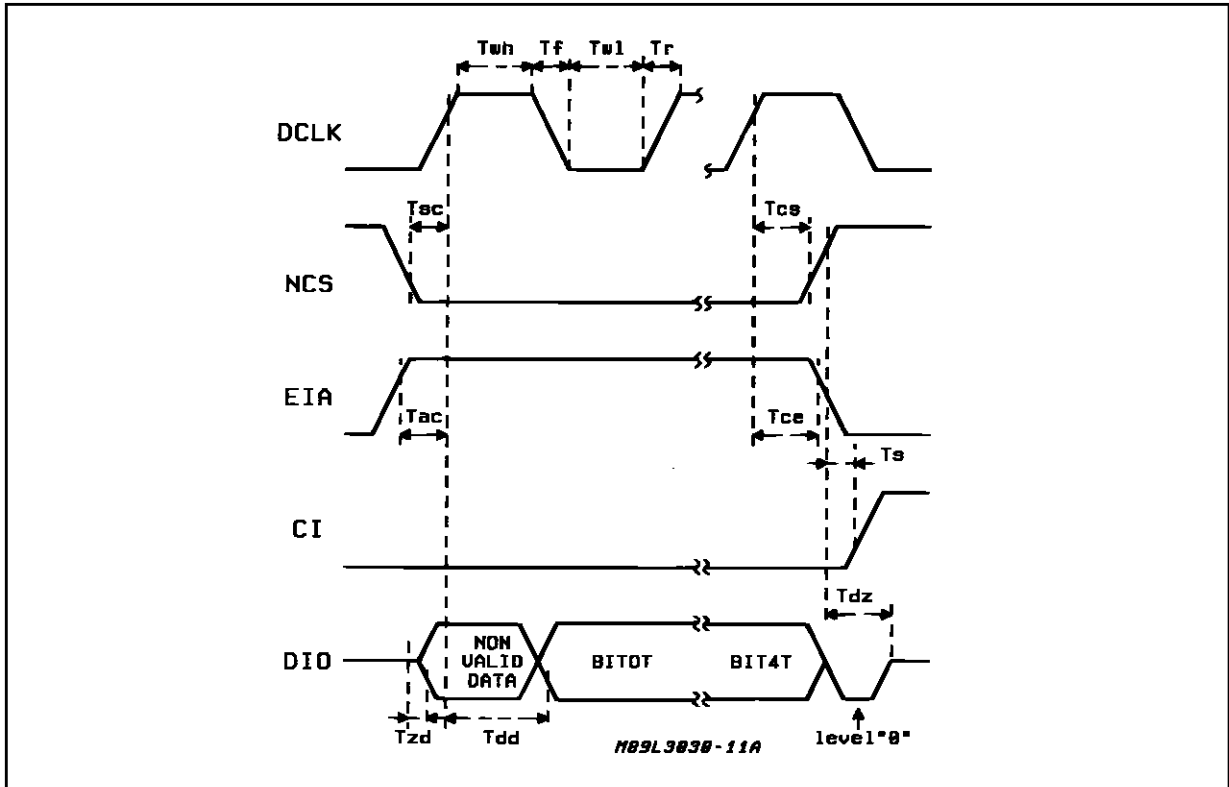 Twh Tf Twl Tr
DCLK
Tsc Tcs
NCS
EIA
Tac Tce
Ts
CI
Tdz
DIO
NON
VALID
DATA
BIT0T BIT4T
Tzd Tdd
M89L3030-11A
level"0"